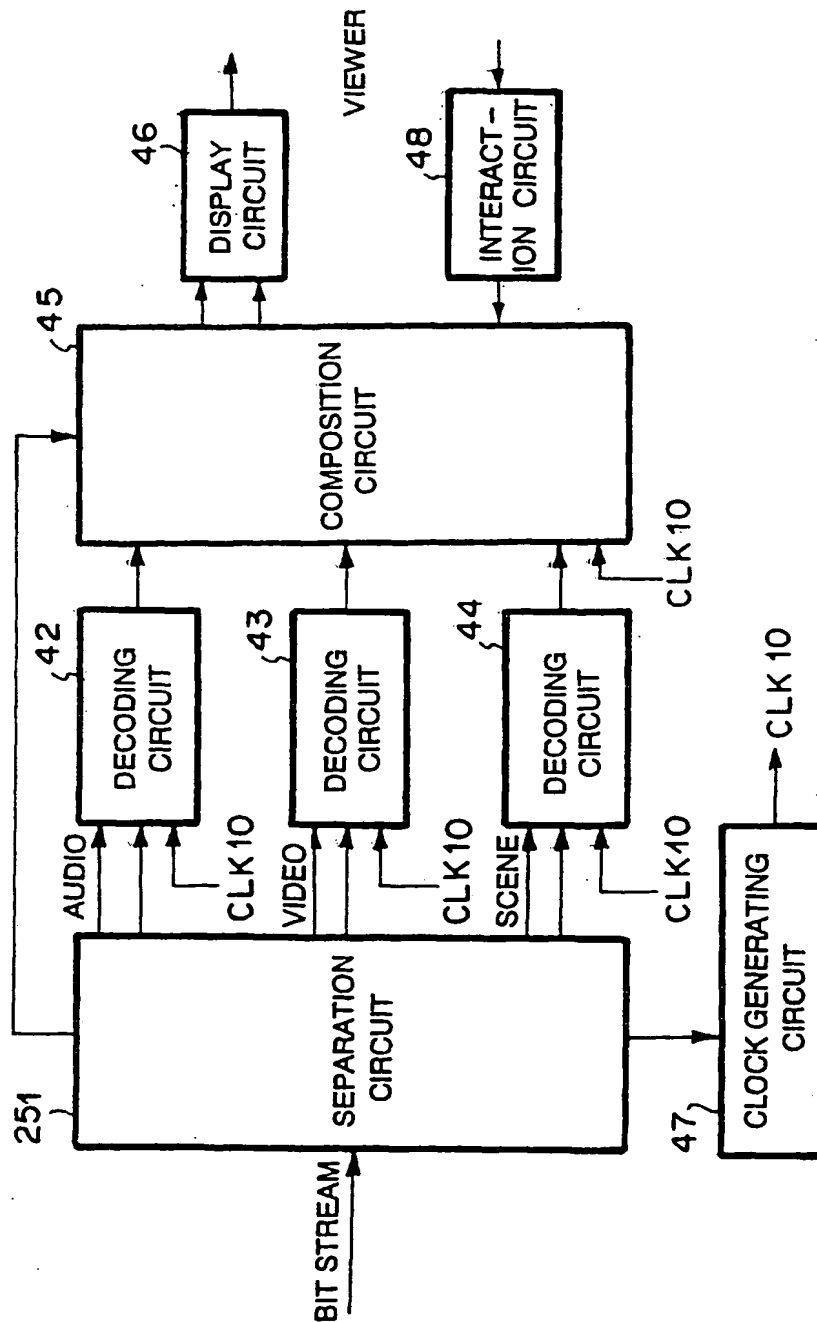 BIT STREAM
251
SEPARATION
CIRCUIT
AUDIO
CLK10
VIDEO
CLK10
SCENE
CLK10
42
DECODING
CIRCUIT
43
DECODING
CIRCUIT
44
DECODING
CIRCUIT
45
COMPOSITION
CIRCUIT
CLK10
46
DISPLAY
CIRCUIT
VIEWER
48
INTERACT-
ION CIRCUIT
47
CLOCK GENERATING
CIRCUIT
CLK 10